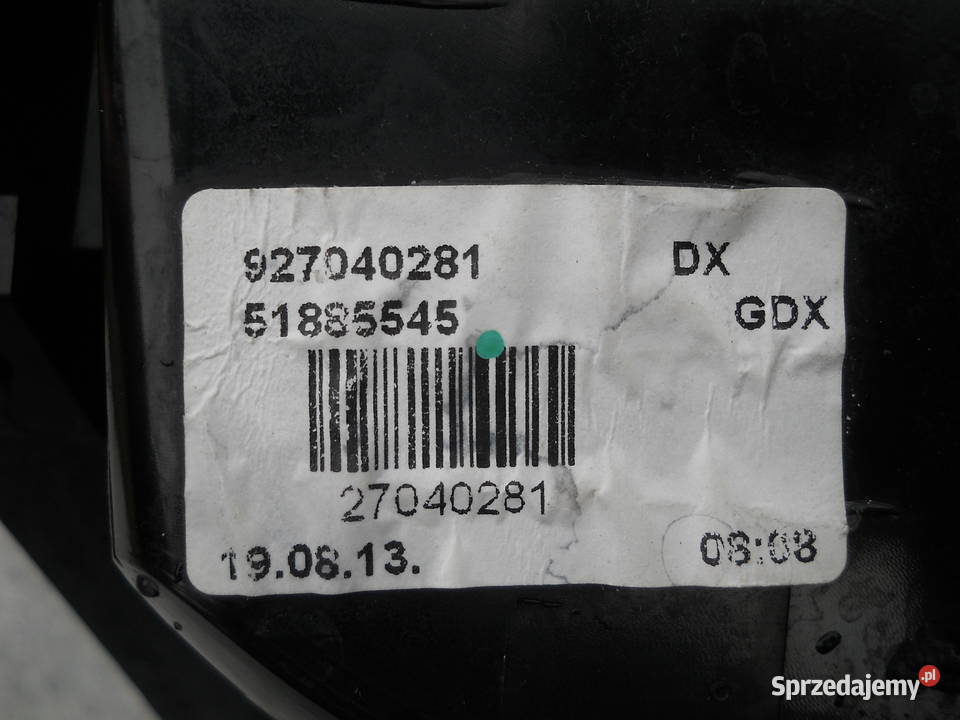 927040281 DX
51885545 GDX
27040281
19.08.13. 08:08
Sprzedajemy.pl